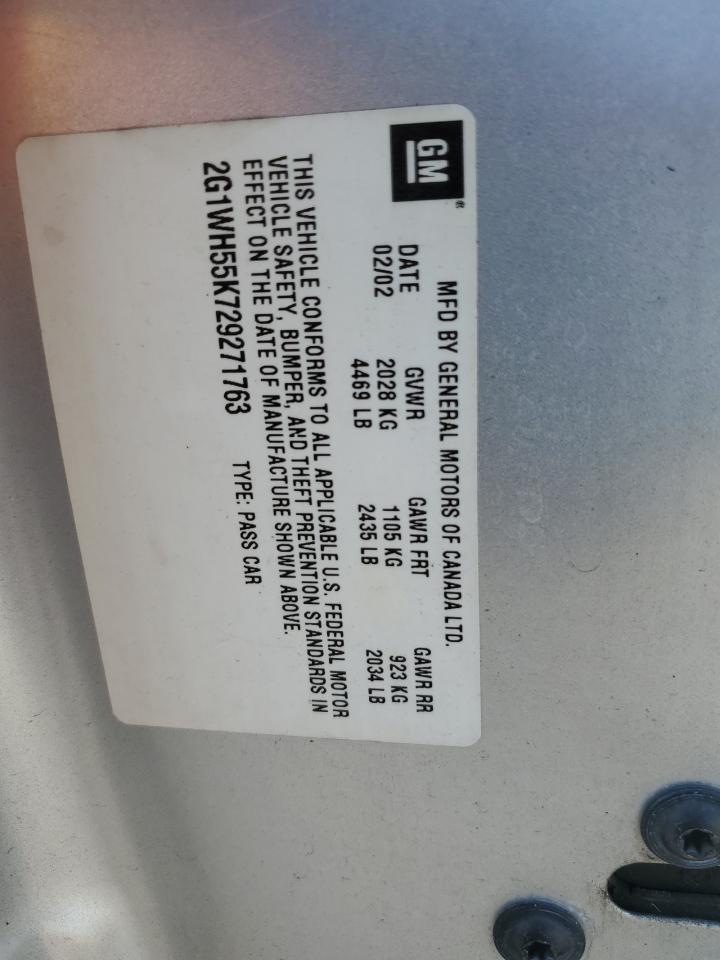 GM®
MFD BY GENERAL MOTORS OF CANADA LTD.
DATE GVWR GAWR FRT GAWR RR
02/02 2028 KG 1105 KG 923 KG
4469 LB 2435 LB 2034 LB
THIS VEHICLE CONFORMS TO ALL APPLICABLE U.S. FEDERAL MOTOR
VEHICLE SAFETY, BUMPER, AND THEFT PREVENTION STANDARDS IN
EFFECT ON THE DATE OF MANUFACTURE SHOWN ABOVE.
2G1WH55K729271763 TYPE: PASS CAR